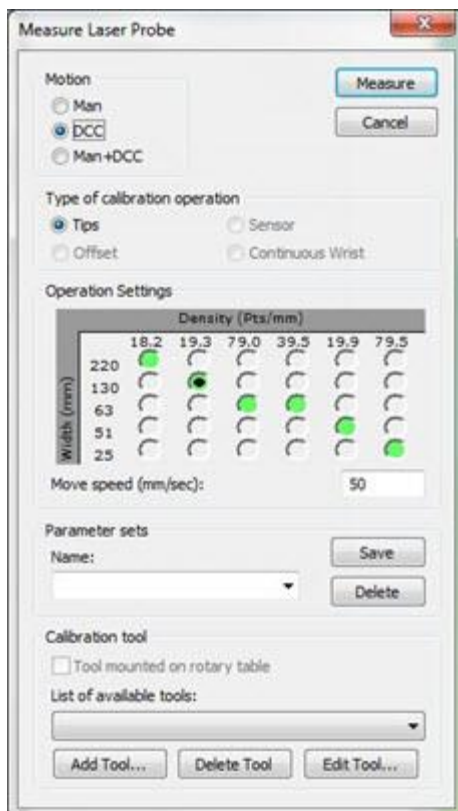 Measure Laser Probe
Motion
Man
DCC
Man+DCC
Measure
Cancel
Type of calibration operation
Tips
Sensor
Offset
Continuous Wrist
Operation Settings
Density (Pts/mm)
18.2 19.3 79.0 39.5 19.9 79.5
Width (mm)
220
130
63
51
25
Move speed (mm/sec):
50
Parameter sets
Name:
Save
Delete
Calibration tool
Tool mounted on rotary table
List of available tools:
Add Tool...
Delete Tool
Edit Tool...